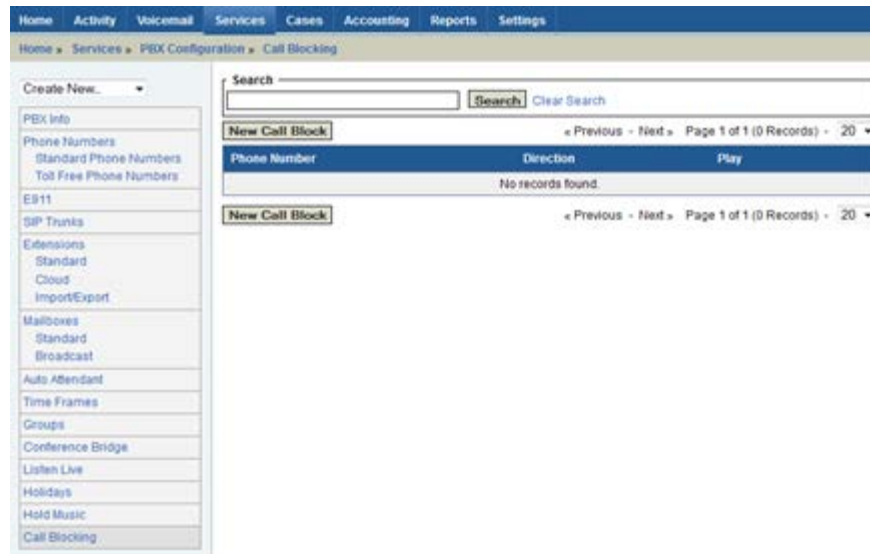 Home Activity Voicemail Services Cases Accounting Reports Settings
Home » Services » PBX Configuration » Call Blocking
Create New..
PBX Info
Phone Numbers
Standard Phone Numbers
Toll Free Phone Numbers
E911
SIP Trunks
Extensions
Standard
Cloud
Import/Export
Mailboxes
Standard
Broadcast
Auto Attendant
Time Frames
Groups
Conference Bridge
Listen Live
Holidays
Hold Music
Call Blocking
Search
Search Clear Search
New Call Block « Previous - Next » Page 1 of 1 (0 Records) - 20
Phone Number Direction Play
No records found.
New Call Block « Previous - Next » Page 1 of 1 (0 Records) - 20